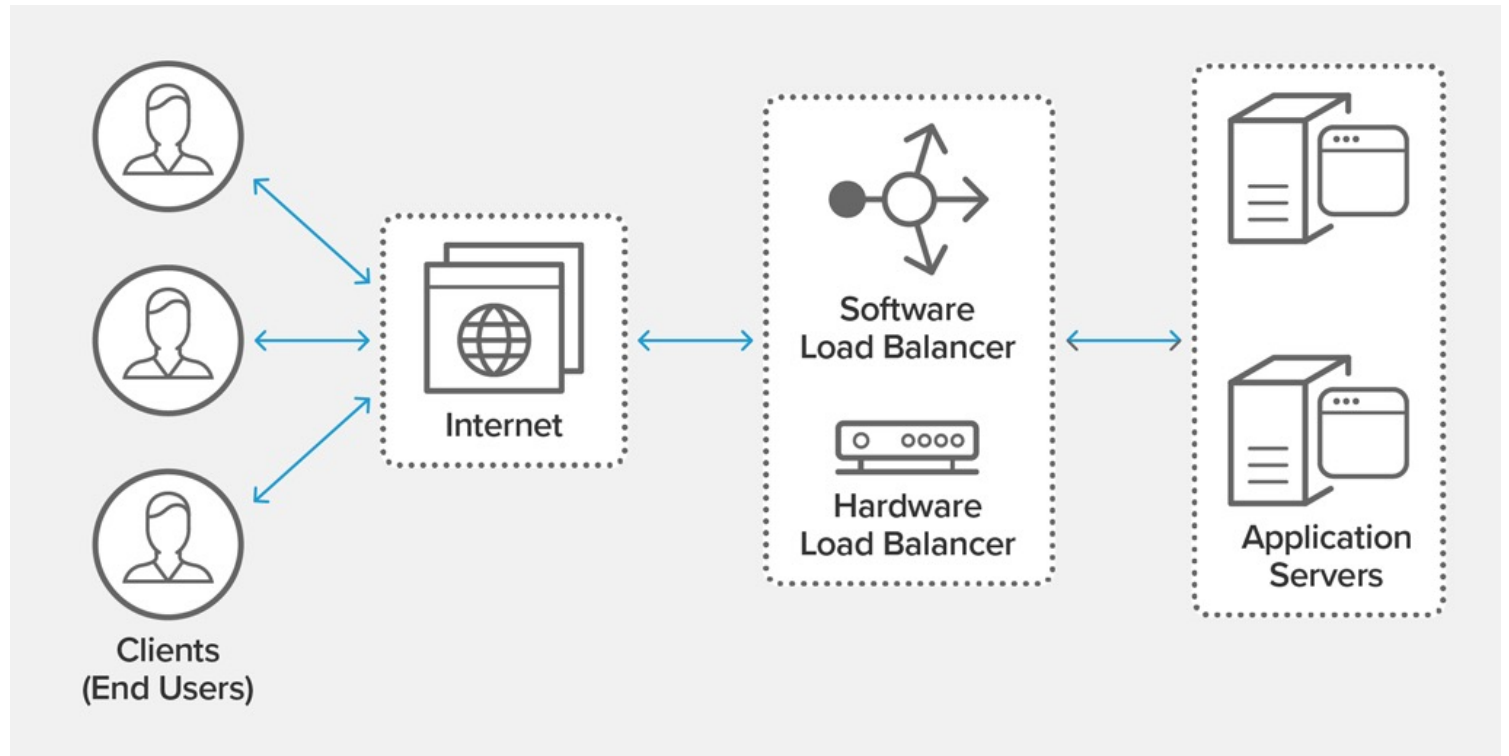 Clients
(End Users)
Internet
Software
Load Balancer
Hardware
Load Balancer
Application
Servers